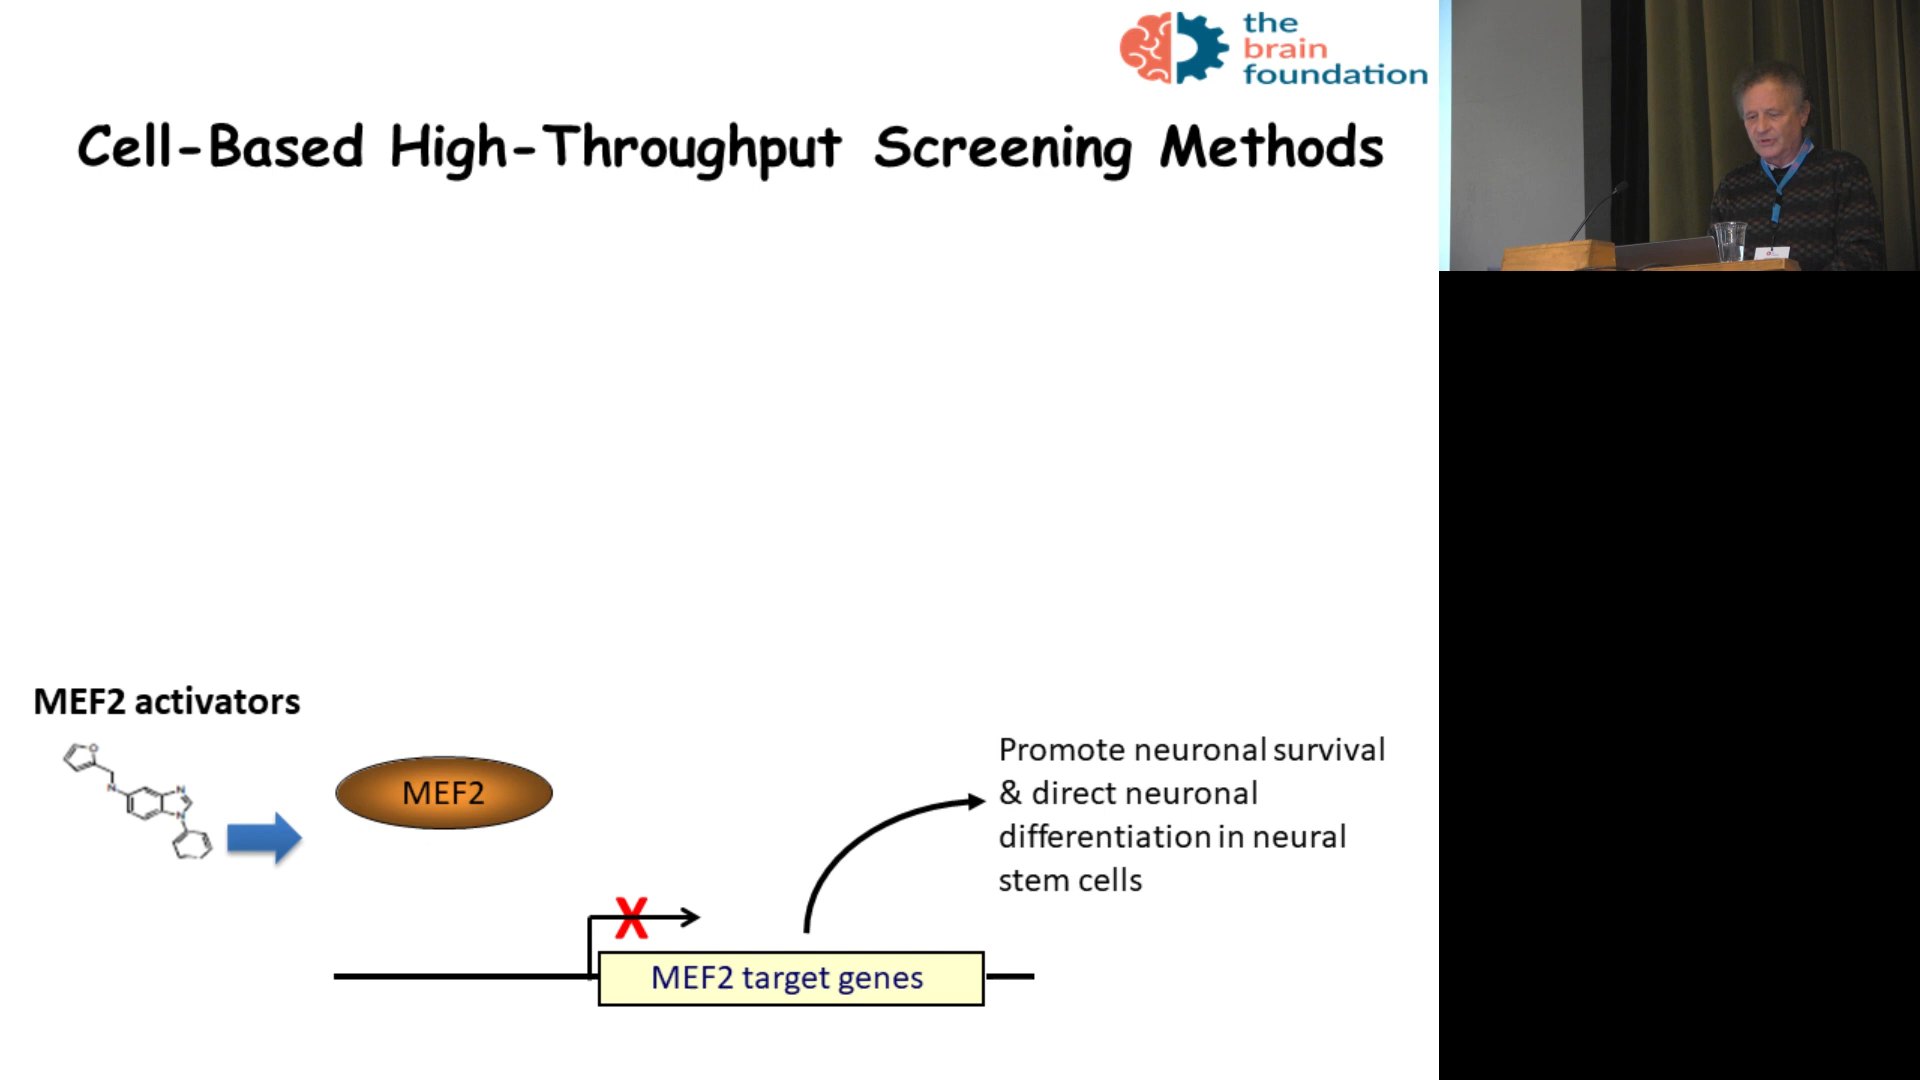 the
brain
foundation
Cell-Based High-Throughput Screening Methods
MEF2 activators
MEF2
Promote neuronal survival
& direct neuronal
differentiation in neural
stem cells
X
MEF2 target genes